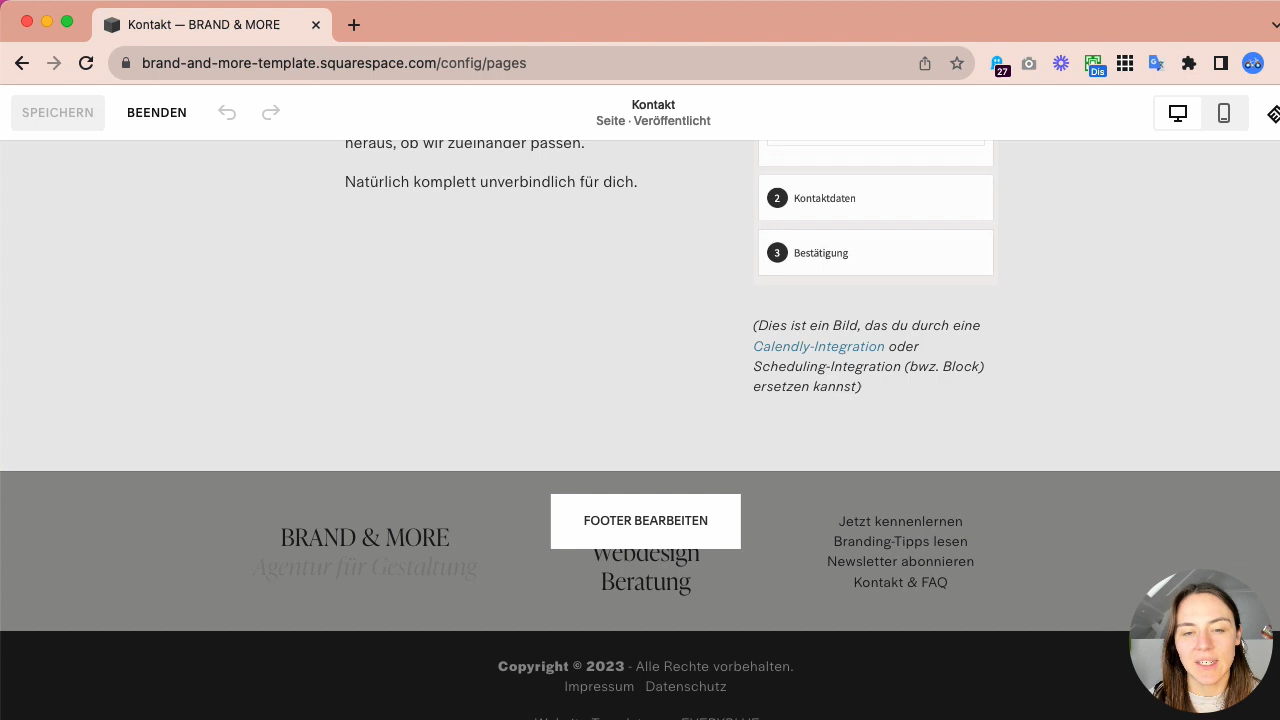 Kontakt — BRAND & MORE
brand-and-more-template.squarespace.com/config/pages
27
Dis
SPEICHERN
BEENDEN
Kontakt
Seite · Veröffentlicht
heraus, ob wir zueinander passen.
Natürlich komplett unverbindlich für dich.
2 Kontaktdaten
3 Bestätigung
(Dies ist ein Bild, das du durch eine
Calendly-Integration oder
Scheduling-Integration (bwz. Block)
ersetzen kannst)
FOOTER BEARBEITEN
BRAND & MORE
Agentur für Gestaltung
Webdesign
Beratung
Jetzt kennenlernen
Branding-Tipps lesen
Newsletter abonnieren
Kontakt & FAQ
Copyright © 2023 - Alle Rechte vorbehalten.
Impressum Datenschutz